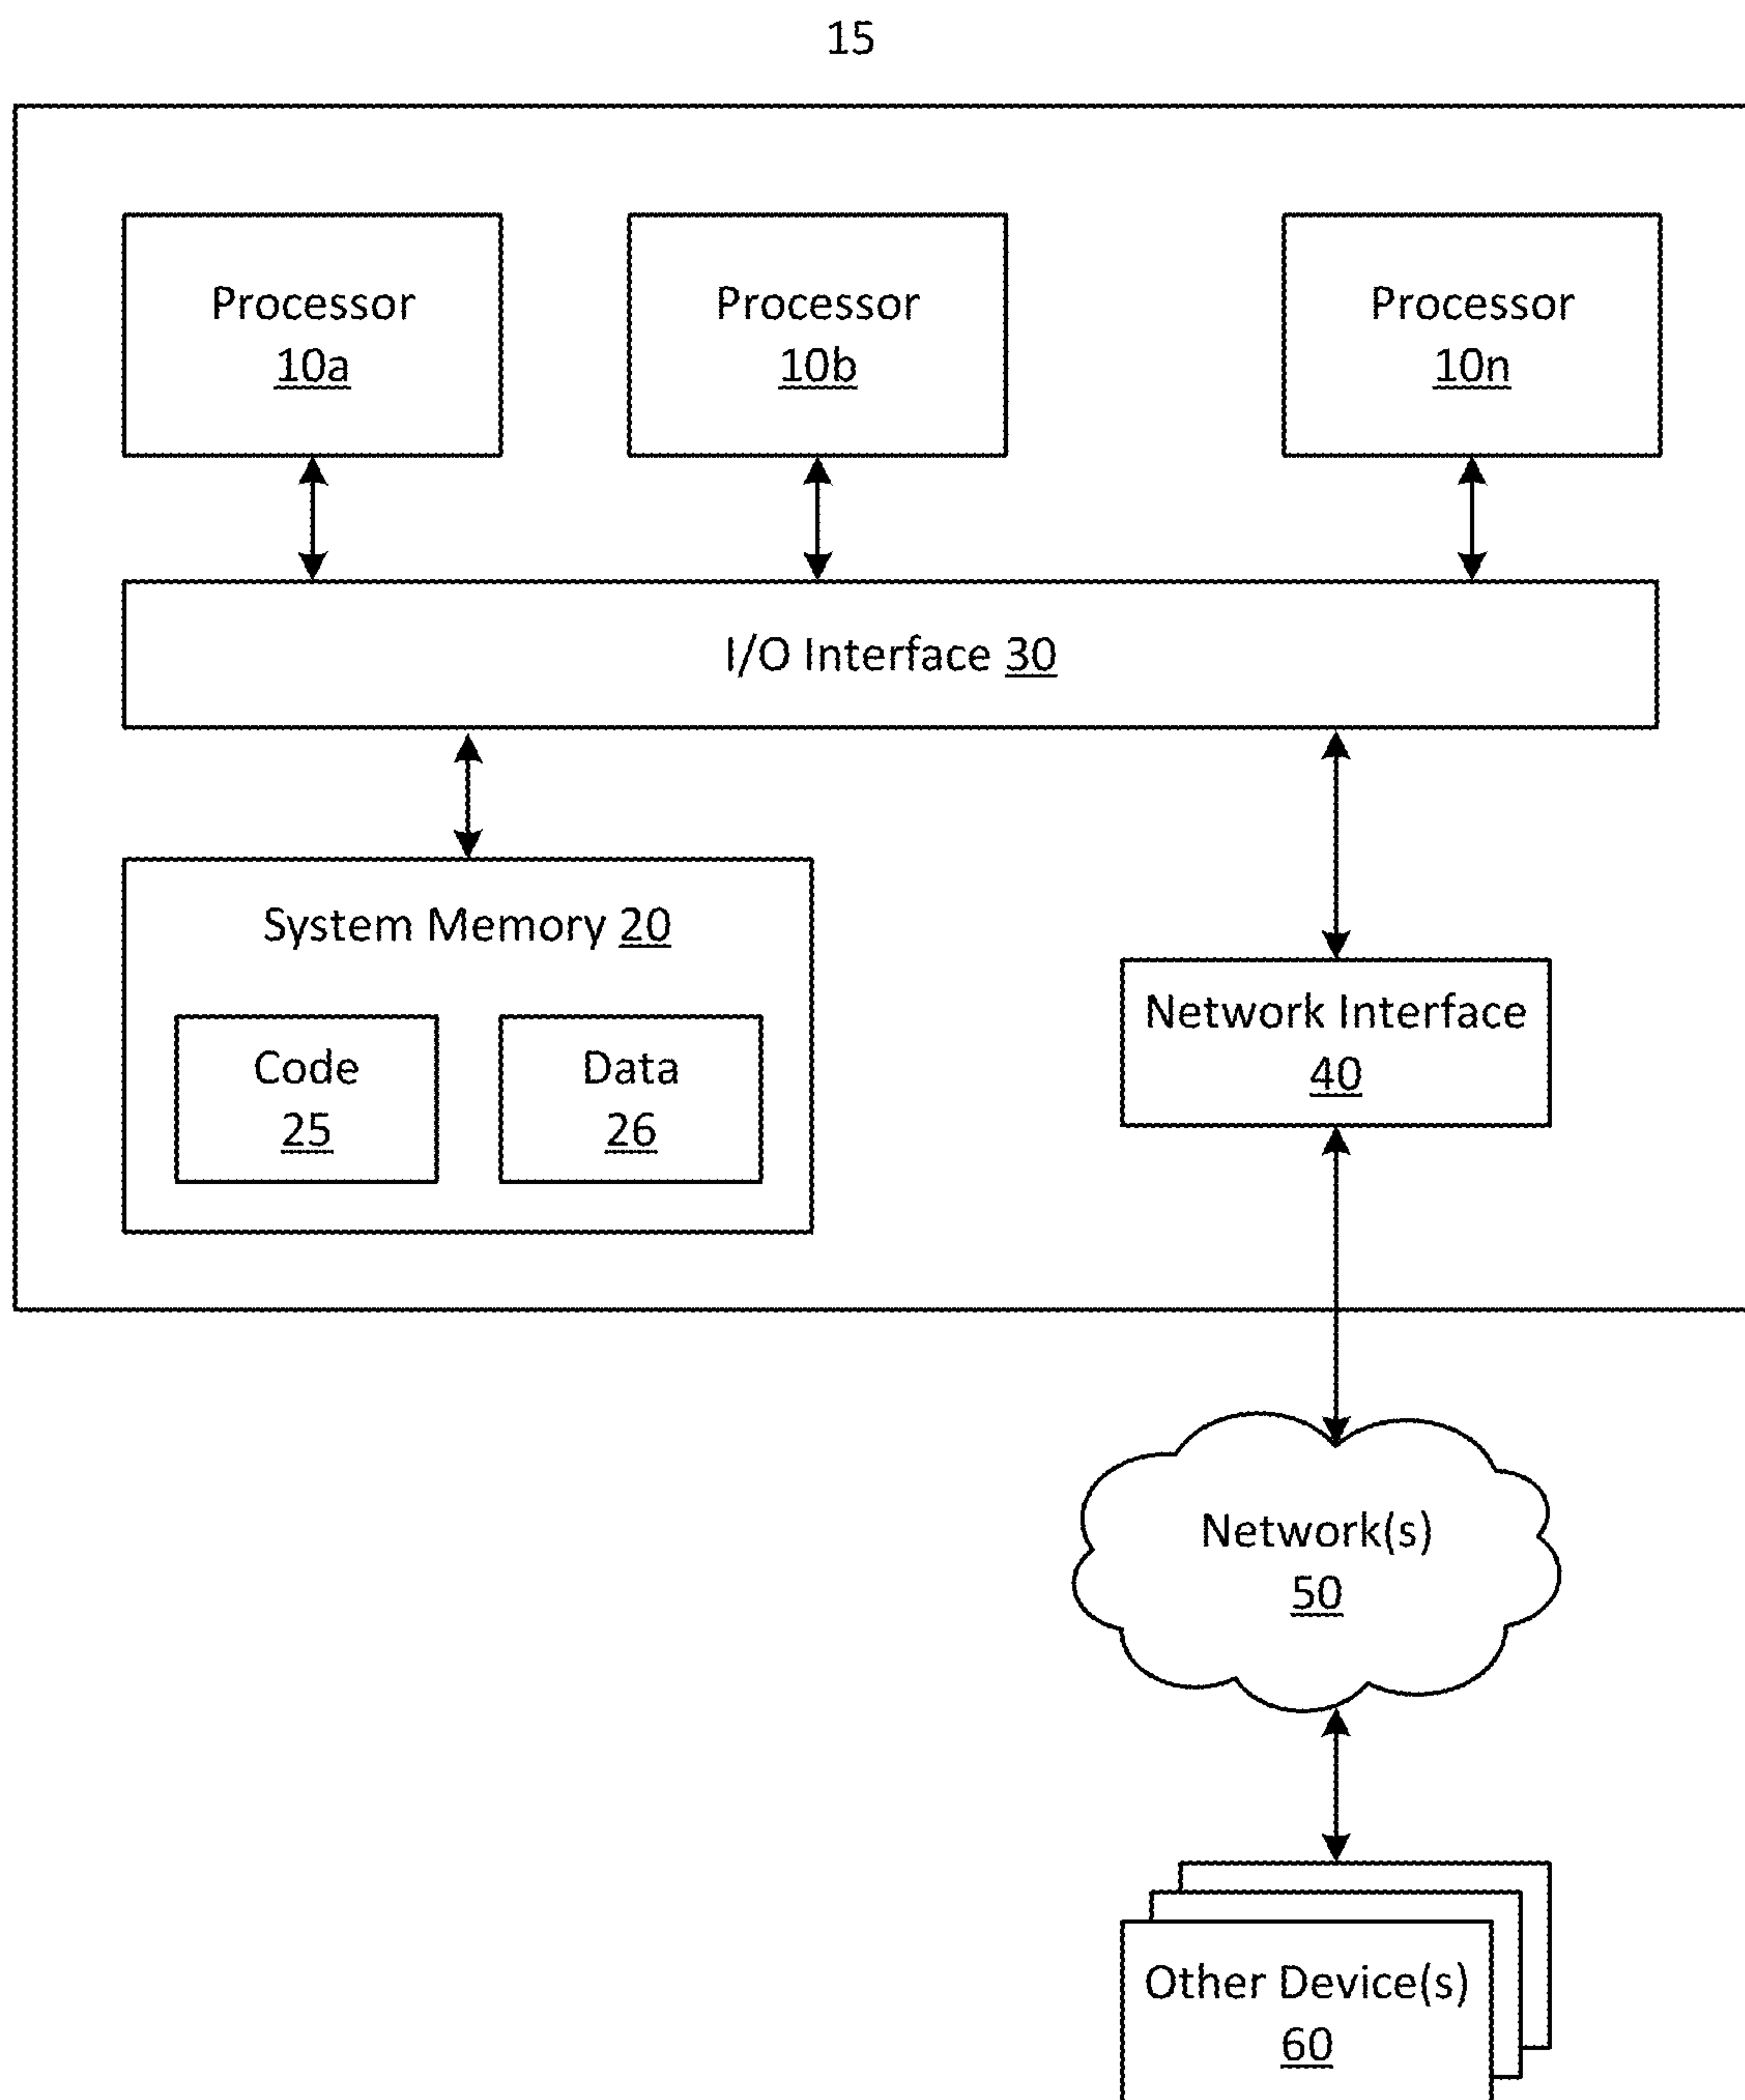 15
Processor
10a
Processor
10b
Processor
10n
I/O Interface 30
System Memory 20
Code
25
Data
26
Network Interface
40
Network(s)
50
Other Device(s)
60